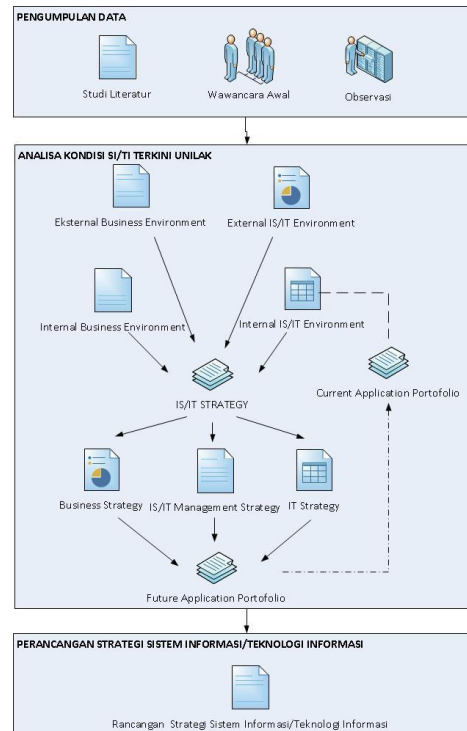 PENGUMPULAN DATA
Studi Literatur
Wawancara Awal
Observasi
ANALISA KONDISI SI/TI TERKINI UNILAK
Eksternal Business Environment
External IS/IT Environment
Internal Business Environment
Internal IS/IT Environment
Current Application Portofolio
IS/IT STRATEGY
Business Strategy
IS/IT Management Strategy
IT Strategy
Future Application Portofolio
PERANCANGAN STRATEGI SISTEM INFORMASI/TEKNOLOGI INFORMASI
Rancangan Strategi Sistem Informasi/Teknologi Informasi